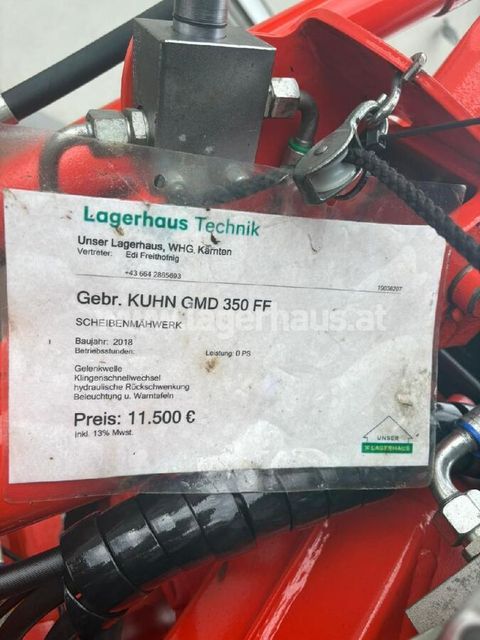 Lagerhaus Technik
Unser Lagerhaus, WHG, Kärnten
Vertreter: Edi Freithofnig
+43 664 2865693
10036207
Gebr. KUHN GMD 350 FF
lagerhaus.at
SCHEIBENMÄHWERK
Baujahr: 2018
Betriebsstunden: Leistung: 0 PS
Gelenkwelle
Klingenschnellwechsel
hydraulische Rückschwenkung
Beleuchtung u. Warntafeln
Preis: 11.500 €
inkl. 13% Mwst.
UNSER
LAGERHAUS